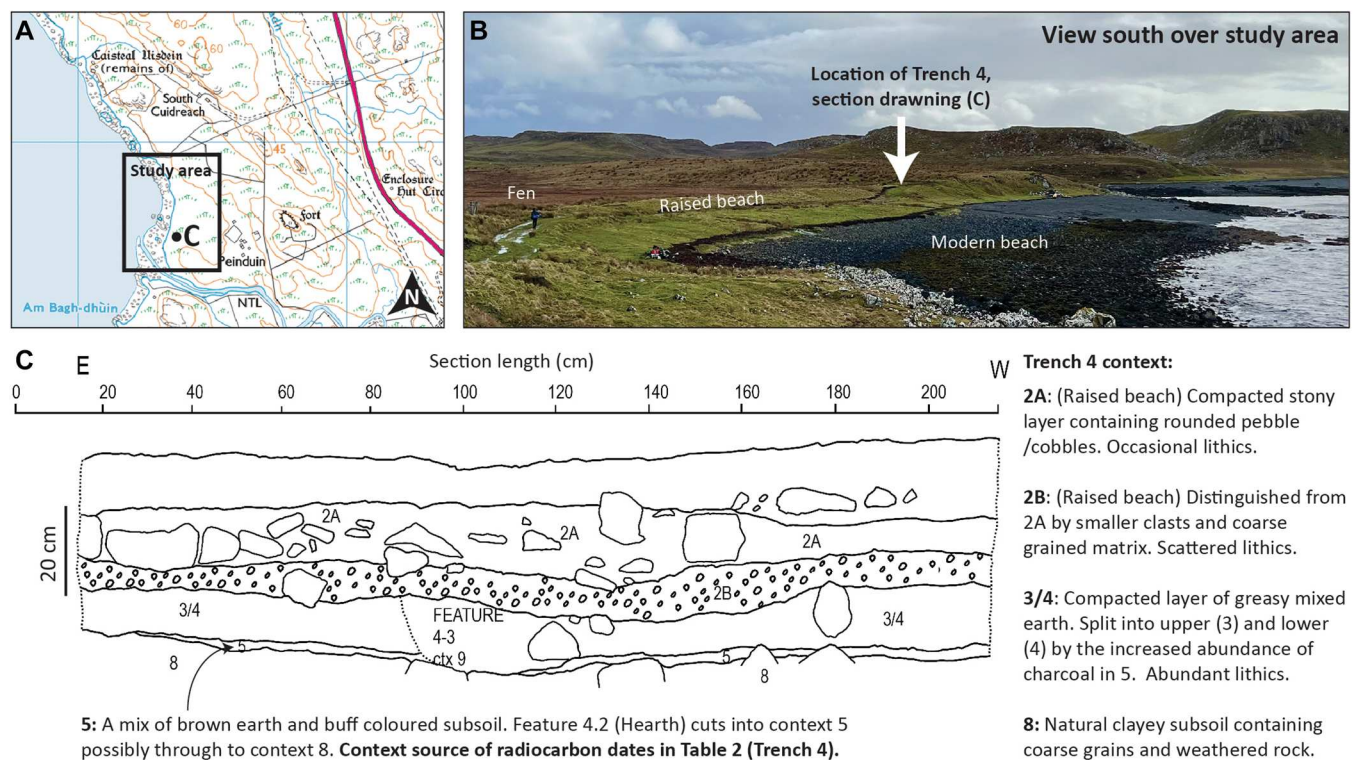 A
60
60
Caisteal Uisdein
(remains of)
South
Cuidreach
45
Study area
Enclosure
Hut Circ
Fort
C
Peinduin
NTL
Am Bagh-dhùin
N
B
View south over study area
Location of Trench 4,
section drawning (C)
Fen
Raised beach
Modern beach
C
E
Section length (cm)
W
0 20 40 60 80 100 120 140 160 180 200
20 cm
2A
2A
2A
2B
3/4
FEATURE
4-3
ctx 9
3/4
5
5
8
8
5: A mix of brown earth and buff coloured subsoil. Feature 4.2 (Hearth) cuts into context 5
possibly through to context 8. Context source of radiocarbon dates in Table 2 (Trench 4).
Trench 4 context:
2A: (Raised beach) Compacted stony
layer containing rounded pebble
/cobbles. Occasional lithics.
2B: (Raised beach) Distinguished from
2A by smaller clasts and coarse
grained matrix. Scattered lithics.
3/4: Compacted layer of greasy mixed
earth. Split into upper (3) and lower
(4) by the increased abundance of
charcoal in 5. Abundant lithics.
8: Natural clayey subsoil containing
coarse grains and weathered rock.